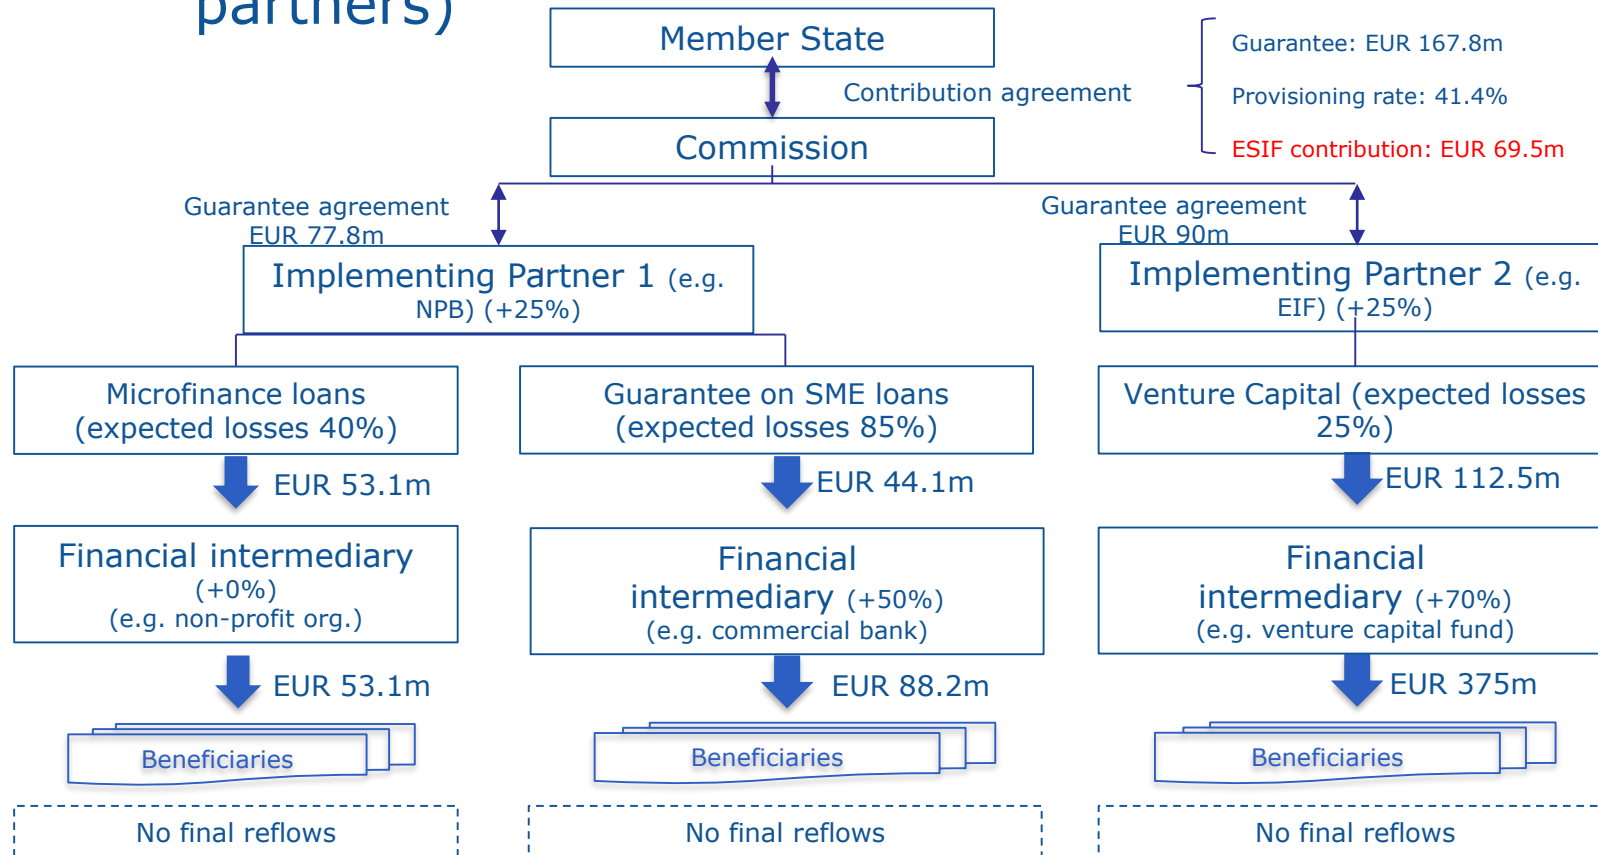 partners)
Member State
Guarantee: EUR 167.8m
Contribution agreement
Provisioning rate: 41.4%
Commission
ESIF contribution: EUR 69.5m
Guarantee agreement
EUR 77.8m
Guarantee agreement
EUR 90m
Implementing Partner 1 (e.g.
NPB) (+25%)
Implementing Partner 2 (e.g.
EIF) (+25%)
Microfinance loans
(expected losses 40%)
Guarantee on SME loans
(expected losses 85%)
Venture Capital (expected losses
25%)
EUR 53.1m
EUR 44.1m
EUR 112.5m
Financial intermediary
(+0%)
(e.g. non-profit org.)
Financial
intermediary (+50%)
(e.g. commercial bank)
Financial
intermediary (+70%)
(e.g. venture capital fund)
EUR 53.1m
EUR 88.2m
EUR 375m
Beneficiaries
Beneficiaries
Beneficiaries
No final reflows
No final reflows
No final reflows